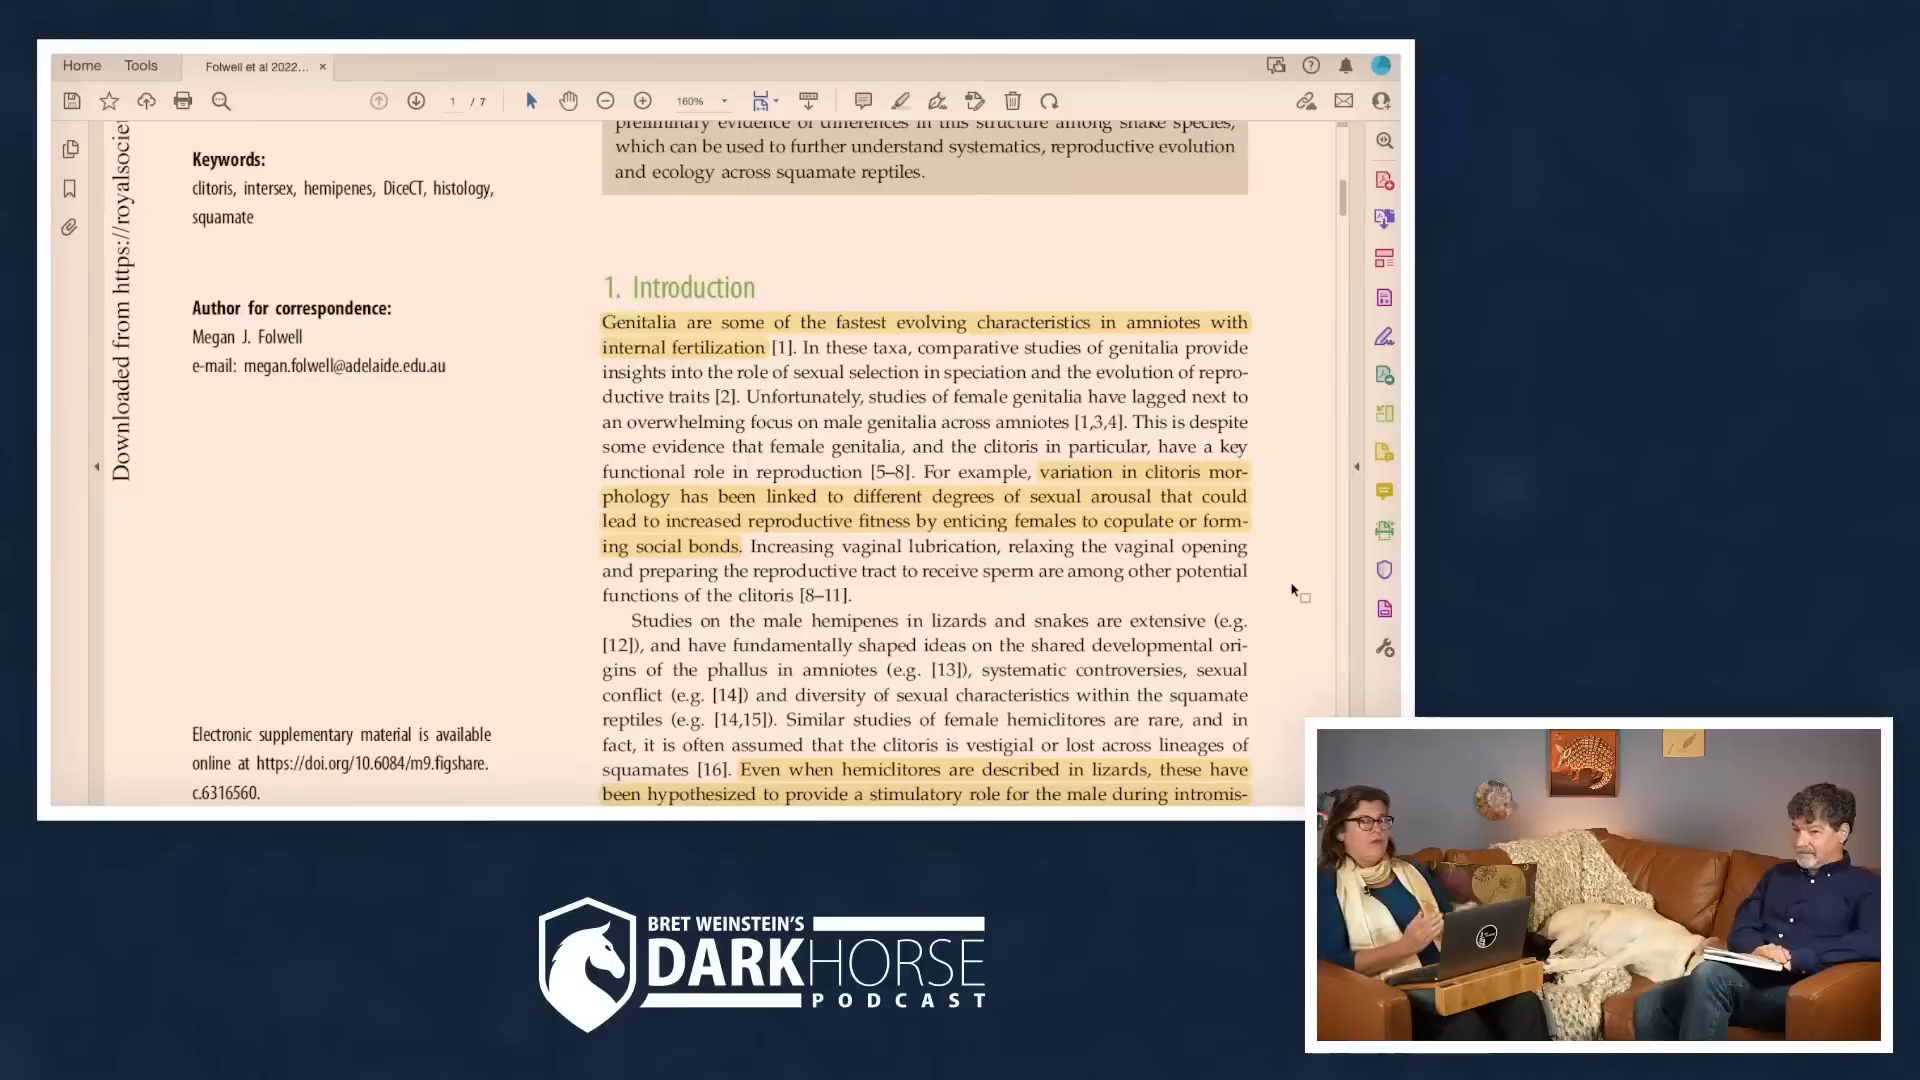 Home
Tools
Folwell et al 2022...
1 / 7
160%
Downloaded from https://royalsociet
Keywords:
clitoris, intersex, hemipenes, DiceCT, histology,
squamate
Author for correspondence:
Megan J. Folwell
e-mail: megan.folwell@adelaide.edu.au
Electronic supplementary material is available
online at https://doi.org/10.6084/m9.figshare.
c.6316560.
preliminary evidence of differences in this structure among snake species,
which can be used to further understand systematics, reproductive evolution
and ecology across squamate reptiles.
1. Introduction
Genitalia are some of the fastest evolving characteristics in amniotes with
internal fertilization [1]. In these taxa, comparative studies of genitalia provide
insights into the role of sexual selection in speciation and the evolution of repro-
ductive traits [2]. Unfortunately, studies of female genitalia have lagged next to
an overwhelming focus on male genitalia across amniotes [1,3,4]. This is despite
some evidence that female genitalia, and the clitoris in particular, have a key
functional role in reproduction [5–8]. For example, variation in clitoris mor-
phology has been linked to different degrees of sexual arousal that could
lead to increased reproductive fitness by enticing females to copulate or form-
ing social bonds. Increasing vaginal lubrication, relaxing the vaginal opening
and preparing the reproductive tract to receive sperm are among other potential
functions of the clitoris [8–11].
Studies on the male hemipenes in lizards and snakes are extensive (e.g.
[12]), and have fundamentally shaped ideas on the shared developmental ori-
gins of the phallus in amniotes (e.g. [13]), systematic controversies, sexual
conflict (e.g. [14]) and diversity of sexual characteristics within the squamate
reptiles (e.g. [14,15]). Similar studies of female hemiclitores are rare, and in
fact, it is often assumed that the clitoris is vestigial or lost across lineages of
squamates [16]. Even when hemiclitores are described in lizards, these have
been hypothesized to provide a stimulatory role for the male during intromis-
BRET WEINSTEIN'S
DARKHORSE
PODCAST